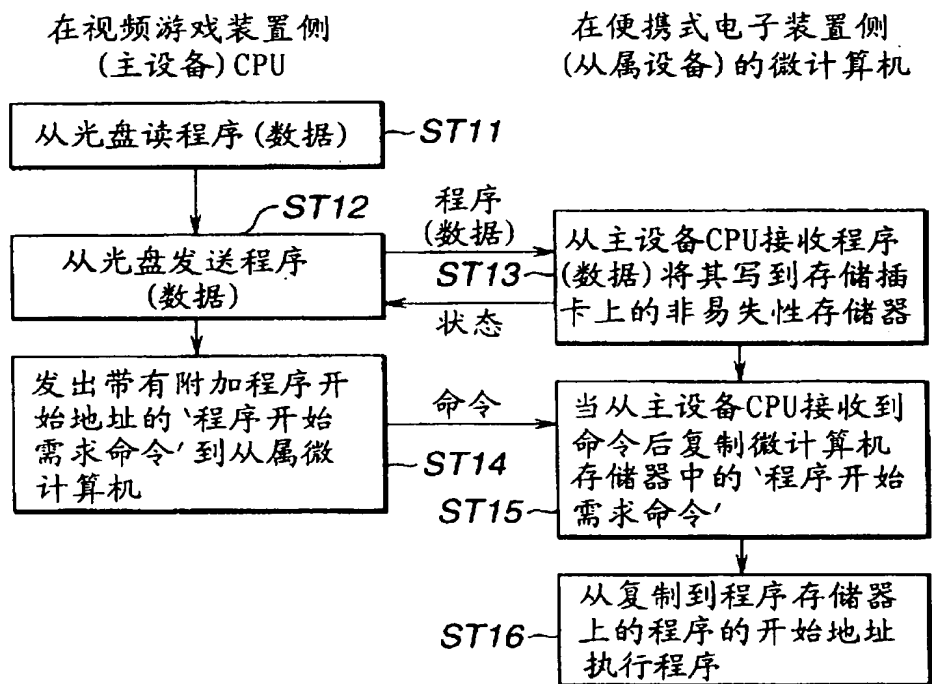 在视频游戏装置侧
(主设备)CPU
在便携式电子装置侧
(从属设备)的微计算机
从光盘读程序(数据)
ST11
ST12
从光盘发送程序
(数据)
程序
(数据)
ST13
状态
从主设备CPU接收程序
(数据)将其写到存储插
卡上的非易失性存储器
发出带有附加程序开
始地址的‘程序开始
需求命令’到从属微
计算机
ST14
命令
当从主设备CPU接收到
命令后复制微计算机
存储器中的‘程序开始
需求命令’
ST15
从复制到程序存储器
上的程序的开始地址
执行程序
ST16